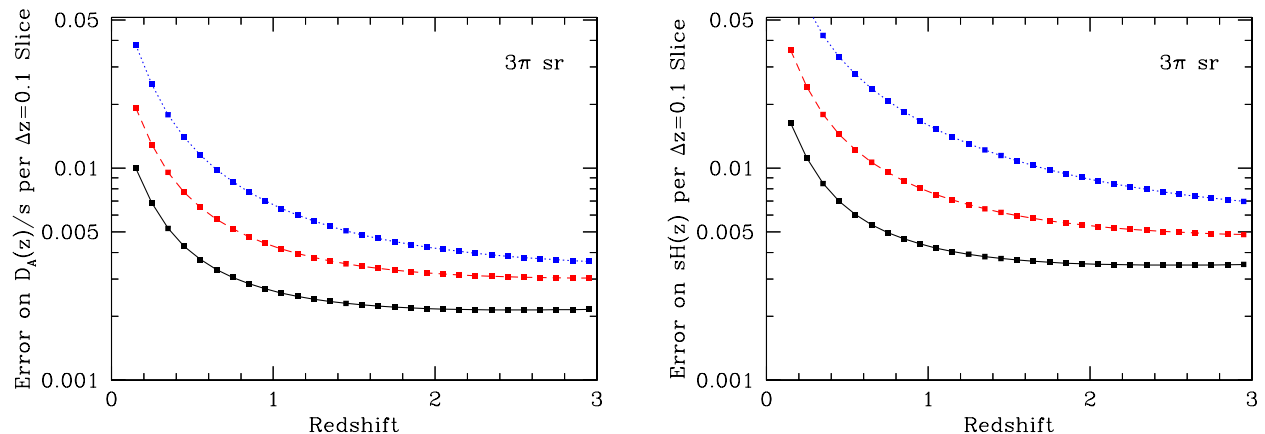 Error on D_A(z)/s per Δz=0.1 Slice
0.05
0.01
0.005
0.001
3π sr
0
1
2
3
Redshift
Error on sH(z) per Δz=0.1 Slice
0.05
0.01
0.005
0.001
3π sr
0
1
2
3
Redshift